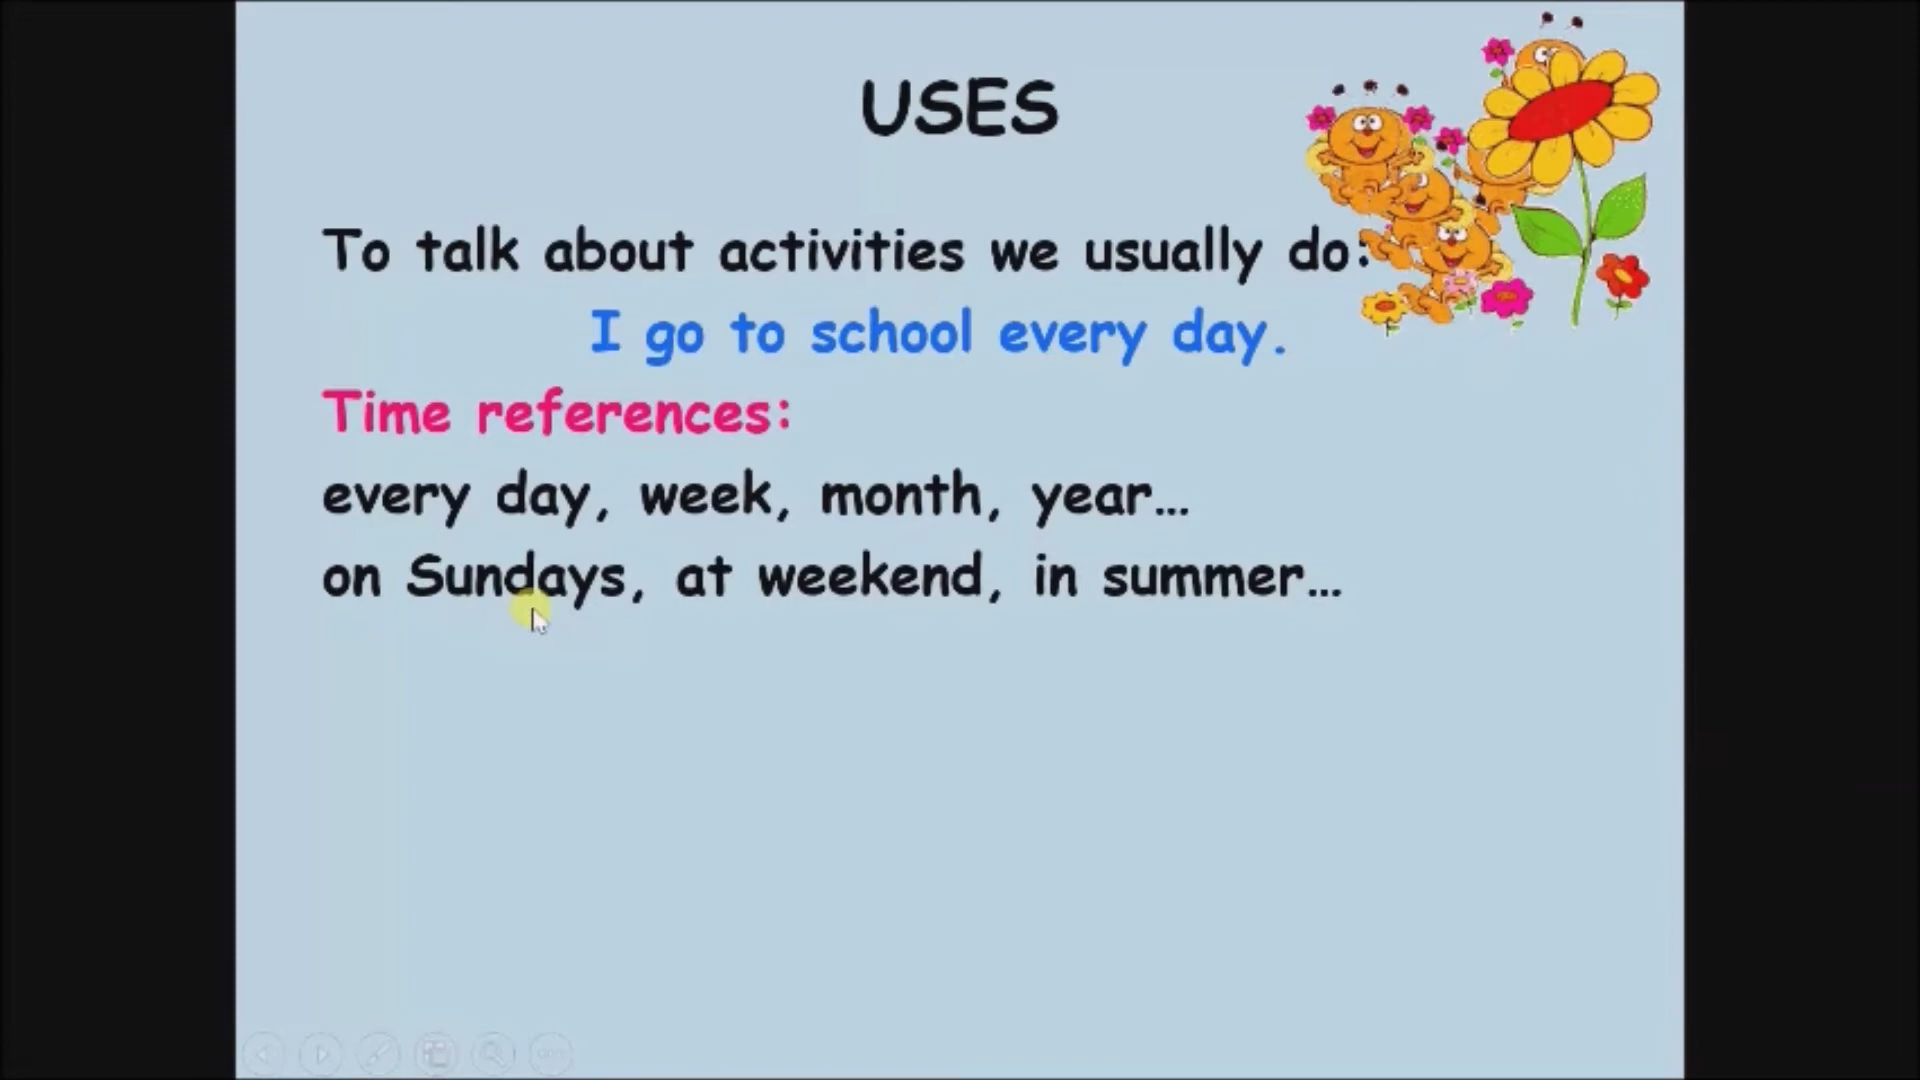 USES
To talk about activities we usually do:
I go to school every day.
Time references:
every day, week, month, year...
on Sundays, at weekend, in summer...